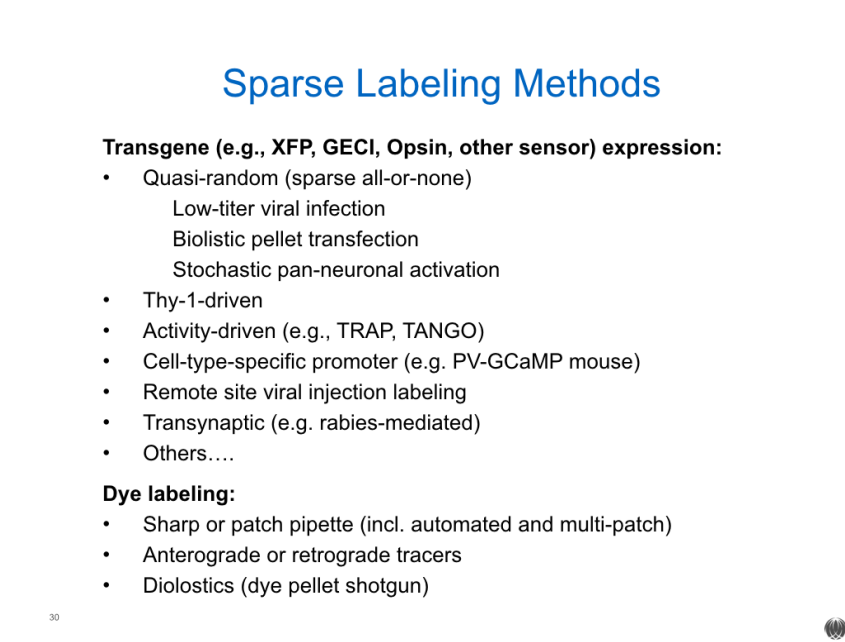 Sparse Labeling Methods
Transgene (e.g., XFP, GECI, Opsin, other sensor) expression:
• Quasi-random (sparse all-or-none)
Low-titer viral infection
Biolistic pellet transfection
Stochastic pan-neuronal activation
• Thy-1-driven
• Activity-driven (e.g., TRAP, TANGO)
• Cell-type-specific promoter (e.g. PV-GCaMP mouse)
• Remote site viral injection labeling
• Transynaptic (e.g. rabies-mediated)
• Others….
Dye labeling:
• Sharp or patch pipette (incl. automated and multi-patch)
• Anterograde or retrograde tracers
• Diolostics (dye pellet shotgun)
30